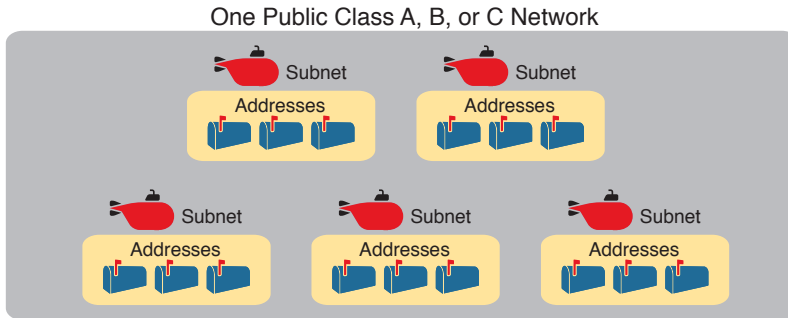 One Public Class A, B, or C Network
Subnet
Subnet
Addresses
Addresses
Subnet
Subnet
Subnet
Addresses
Addresses
Addresses